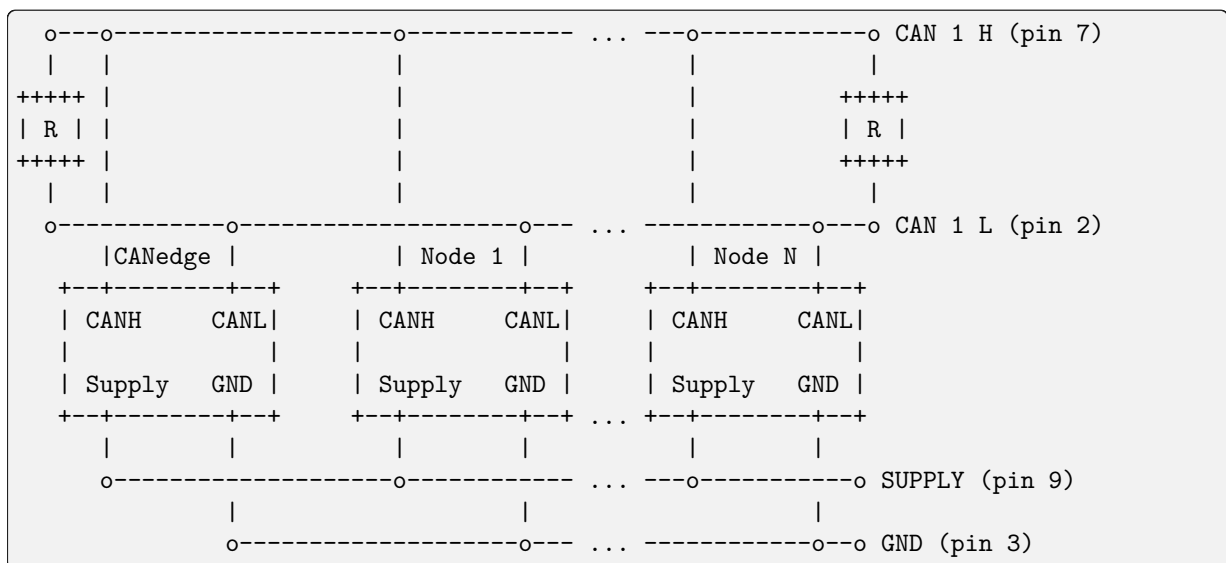 o---o--------------------o------------ ... ---o------------o CAN 1 H (pin 7)
|   |                    |                    |            |
+++++ |                    |                    |          +++++
| R | |                    |                    |          | R |
+++++ |                    |                    |          +++++
|   |                    |                    |            |
o------------o--------------------o--- ... ------------o---o CAN 1 L (pin 2)
|CANedge |           | Node 1 |           | Node N |
+--+--------+--+     +--+--------+--+     +--+--------+--+
| CANH     CANL|     | CANH     CANL|     | CANH     CANL|
|              |     |              |     |              |
| Supply   GND |     | Supply   GND |     | Supply   GND |
+--+--------+--+     +--+--------+--+ ... +--+--------+--+
|        |           |        |           |        |
o--------------------o------------ ... ---o-----------o SUPPLY (pin 9)
|                    |                    |
o--------------------o--- ... ------------o--o GND (pin 3)